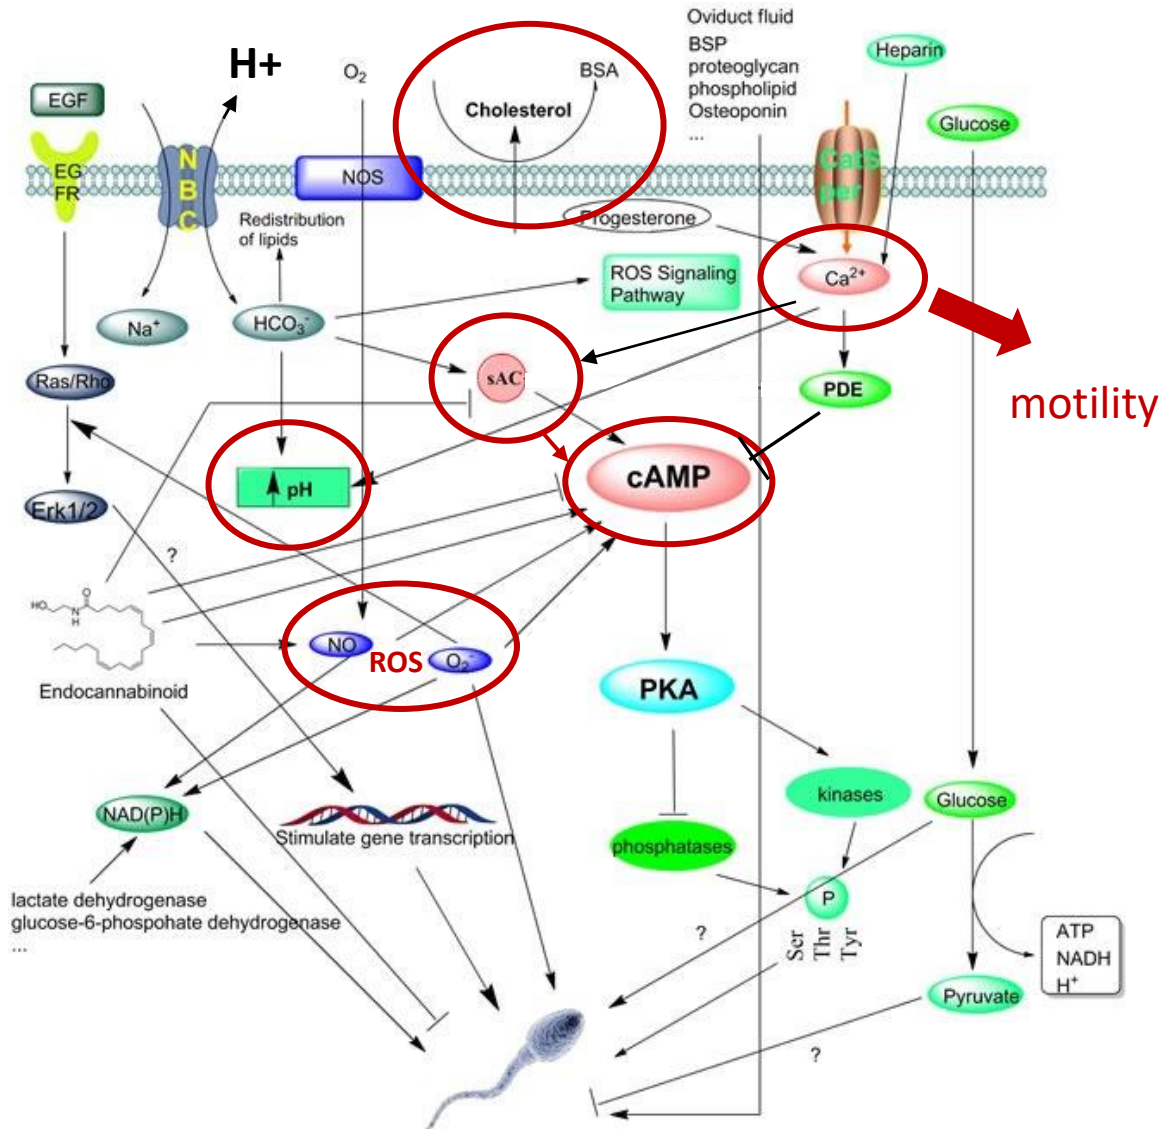 Oviduct fluid
BSP
proteoglycan
phospholipid
Osteoponin
...
H+
O2
BSA
Heparin
EGF
Cholesterol
Glucose
EG
FR
N
B
C
NOS
CatS
per
Progesterone
Redistribution
of lipids
ROS Signaling
Pathway
Ca2+
Na+
HCO3-
sAC
PDE
motility
Ras/Rho
cAMP
pH
Erk1/2
?
HO
N
H
O
NO
ROS
O2-
Endocannabinoid
PKA
NAD(P)H
Stimulate gene transcription
kinases
Glucose
phosphatases
lactate dehydrogenase
glucose-6-phospohate dehydrogenase
...
P
Ser
Thr
Tyr
?
ATP
NADH
H+
Pyruvate
?